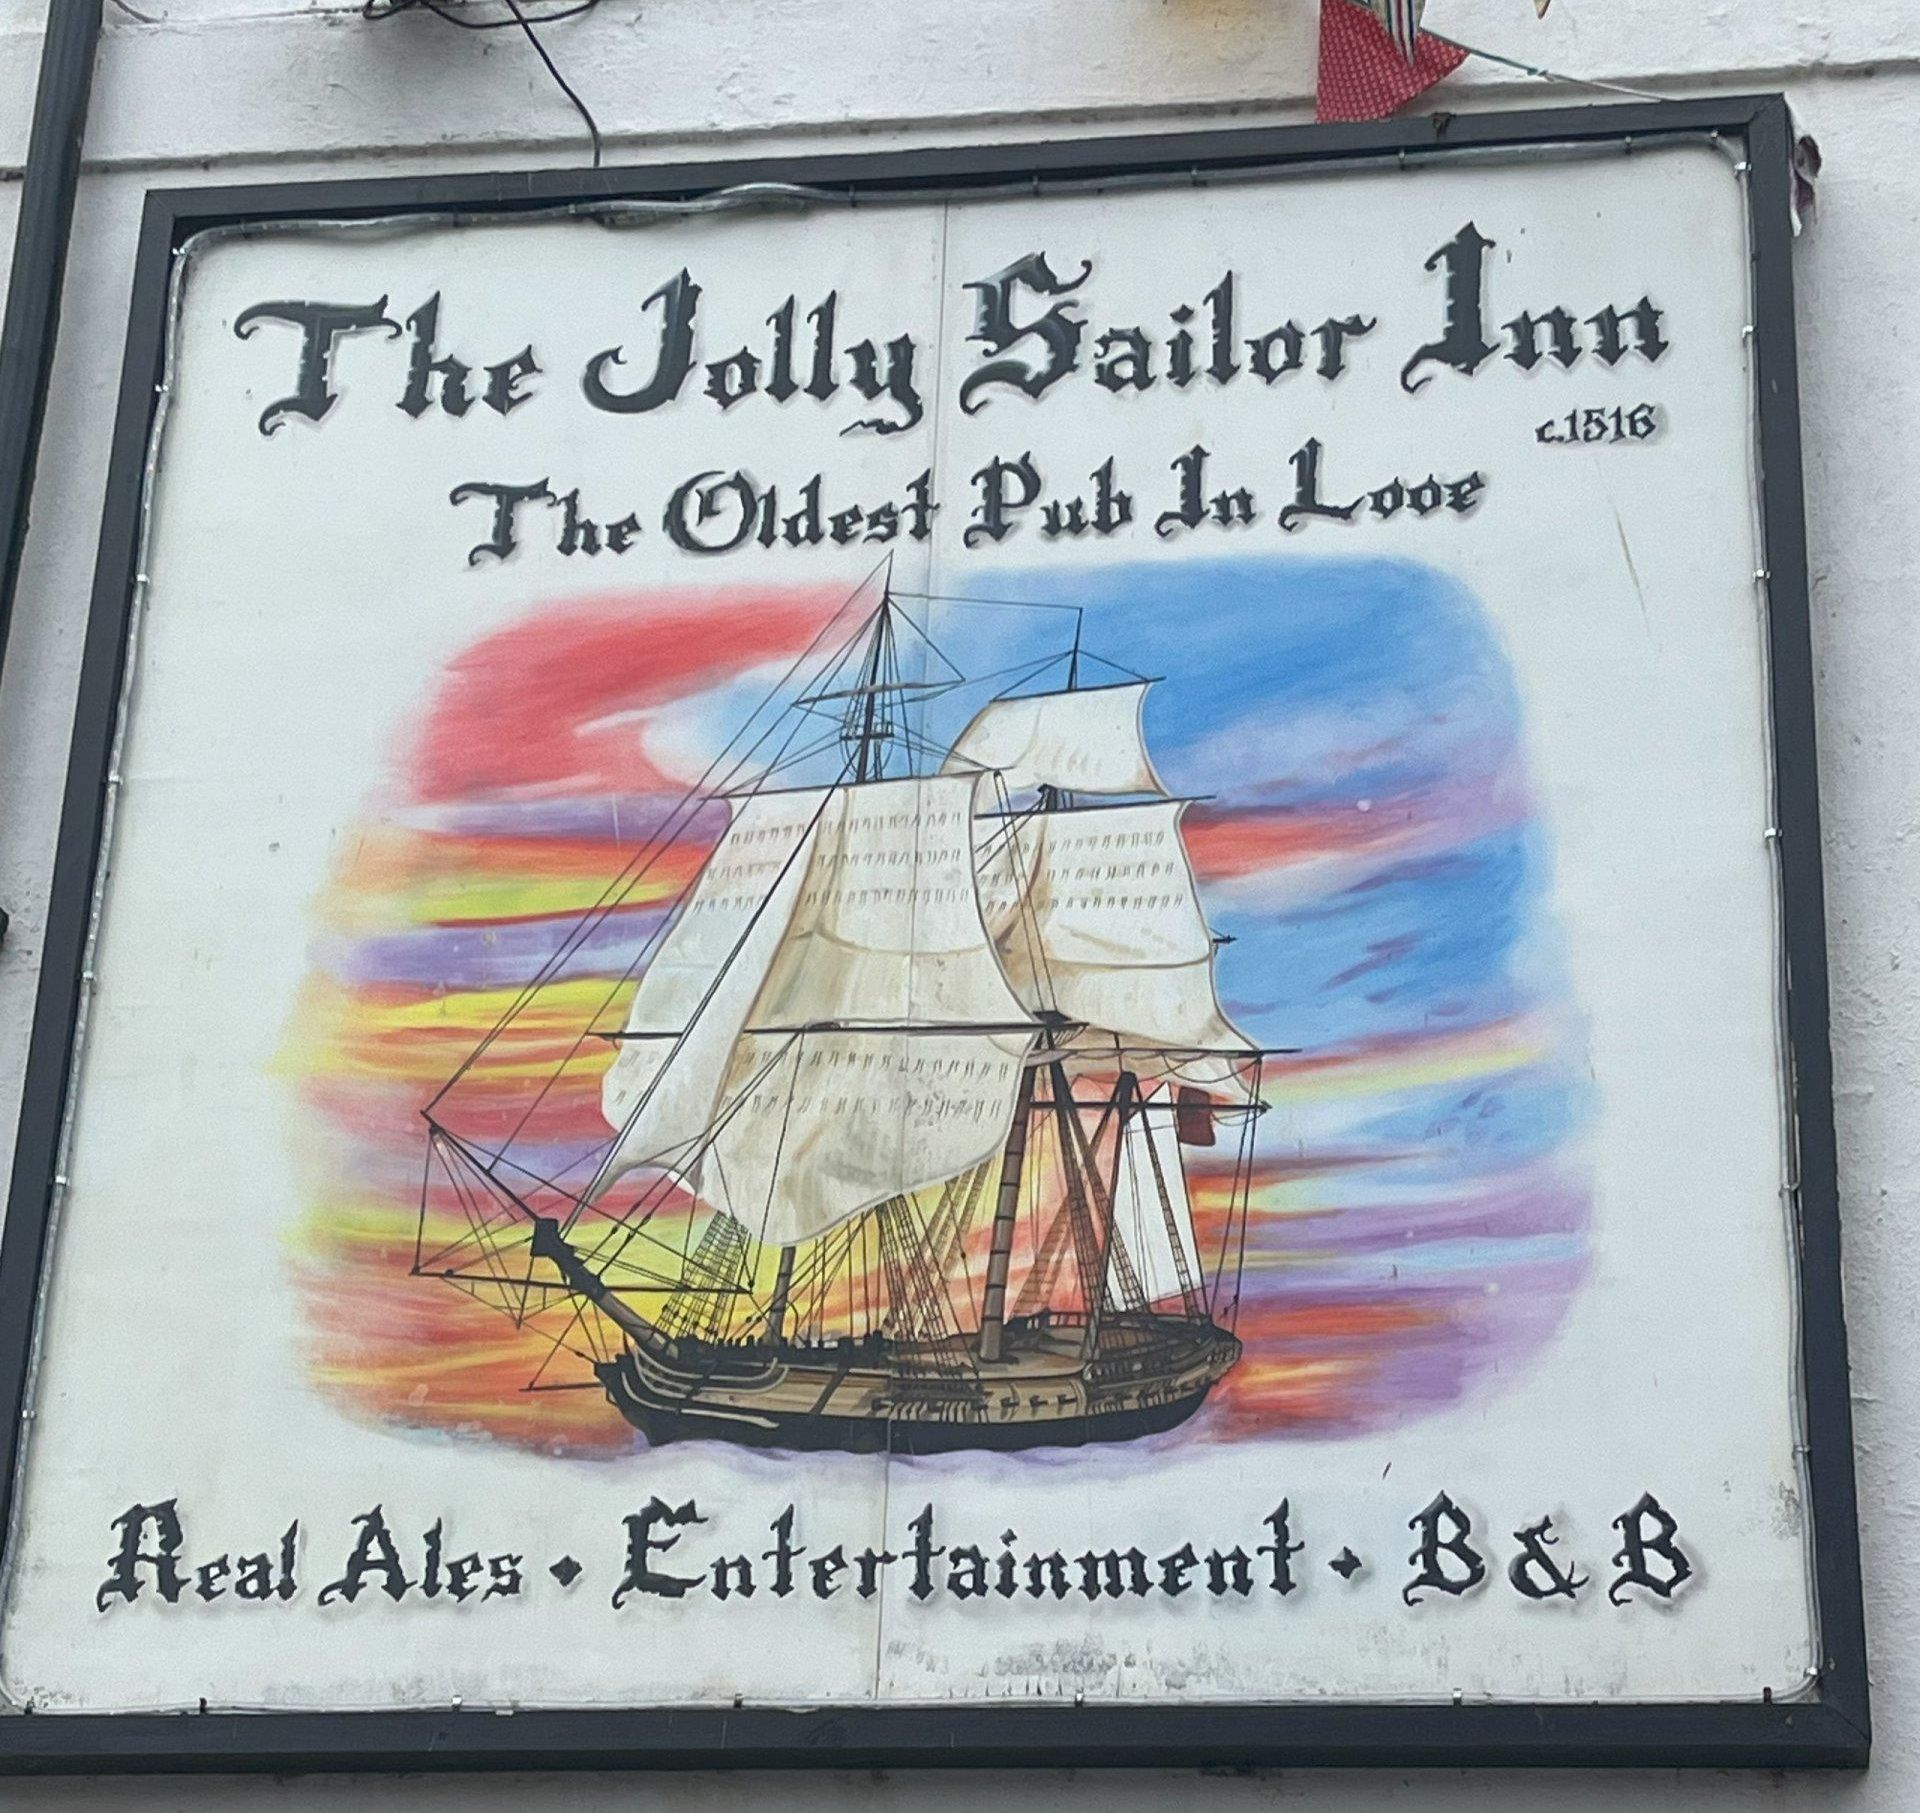 The Jolly Sailor Inn
c.1516
The Oldest Pub In Looe
Real Ales • Entertainment • B & B